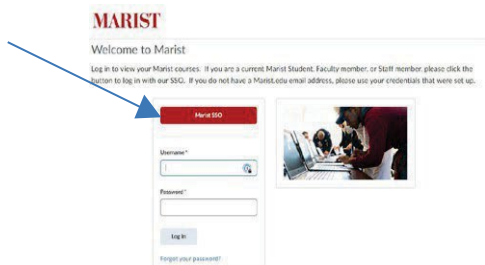 MARIST
Welcome to Marist
Log in to view your Marist courses. If you are a current Marist Student, Faculty member, or Staff member, please click the
button to log in with our SSO. If you do not have a Marist.edu email address, please use your credentials that were set up.
Marist SSO
Username *
Password *
Log In
Forgot your password?